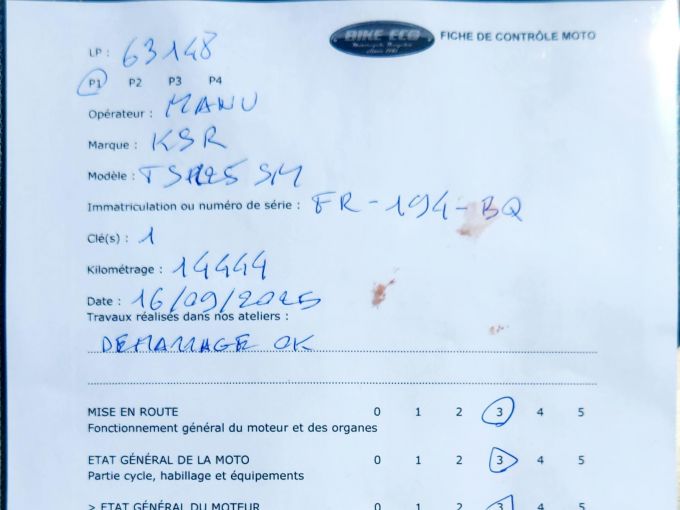 BIKE ECO
FICHE DE CONTRÔLE MOTO
LP : 63148
P1 P2 P3 P4
Opérateur : MANU
Marque : KSR
Modèle : TS125 SM
Immatriculation ou numéro de série : FR-194-BQ
Clé(s) : 1
Kilométrage : 14444
Date : 16/09/2025
Travaux réalisés dans nos ateliers :
DEMARRAGE OK
MISE EN ROUTE 0 1 2 3 4 5
Fonctionnement général du moteur et des organes
ETAT GÉNÉRAL DE LA MOTO 0 1 2 3 4 5
Partie cycle, habillage et équipements
> ETAT GÉNÉRAL DU MOTEUR 0 1 2 3 4 5